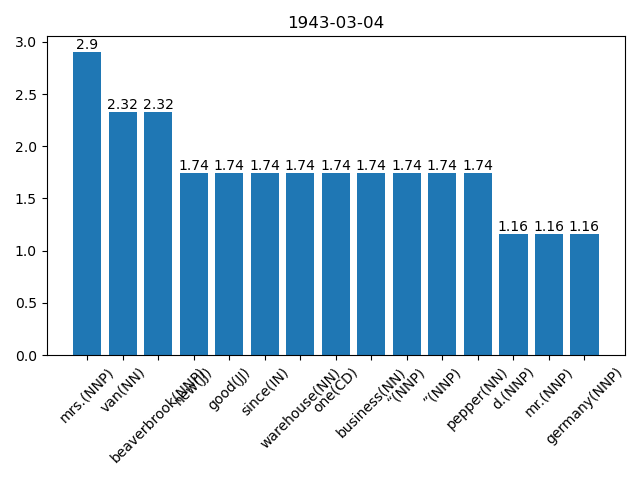 1943-03-04
3.0
2.5
2.0
1.5
1.0
0.5
0.0
2.9
2.32
2.32
1.74
1.74
1.74
1.74
1.74
1.74
1.74
1.74
1.74
1.16
1.16
1.16
mrs.(NNP)
van(NN)
beaverbrook(NNP)
new(JJ)
good(JJ)
since(IN)
warehouse(NN)
one(CD)
business(NN)
“(NNP)
”(NNP)
pepper(NN)
d.(NNP)
mr.(NNP)
germany(NNP)